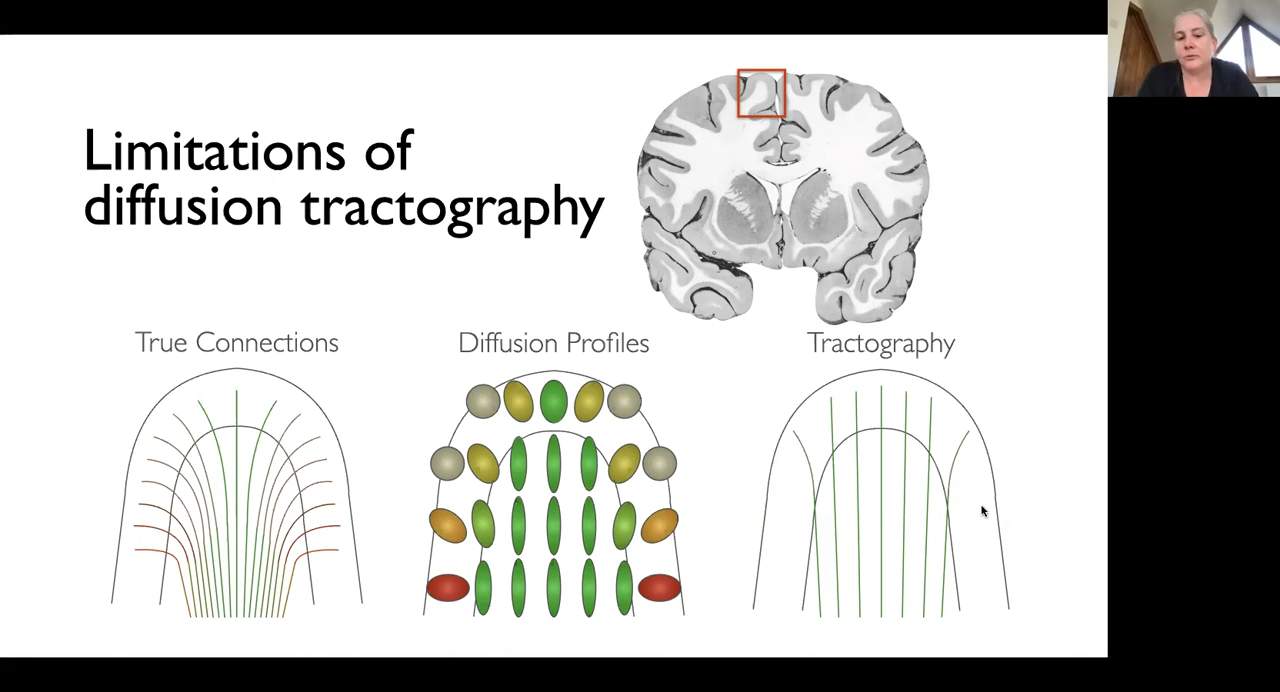 Limitations of
diffusion tractography
True Connections
Diffusion Profiles
Tractography